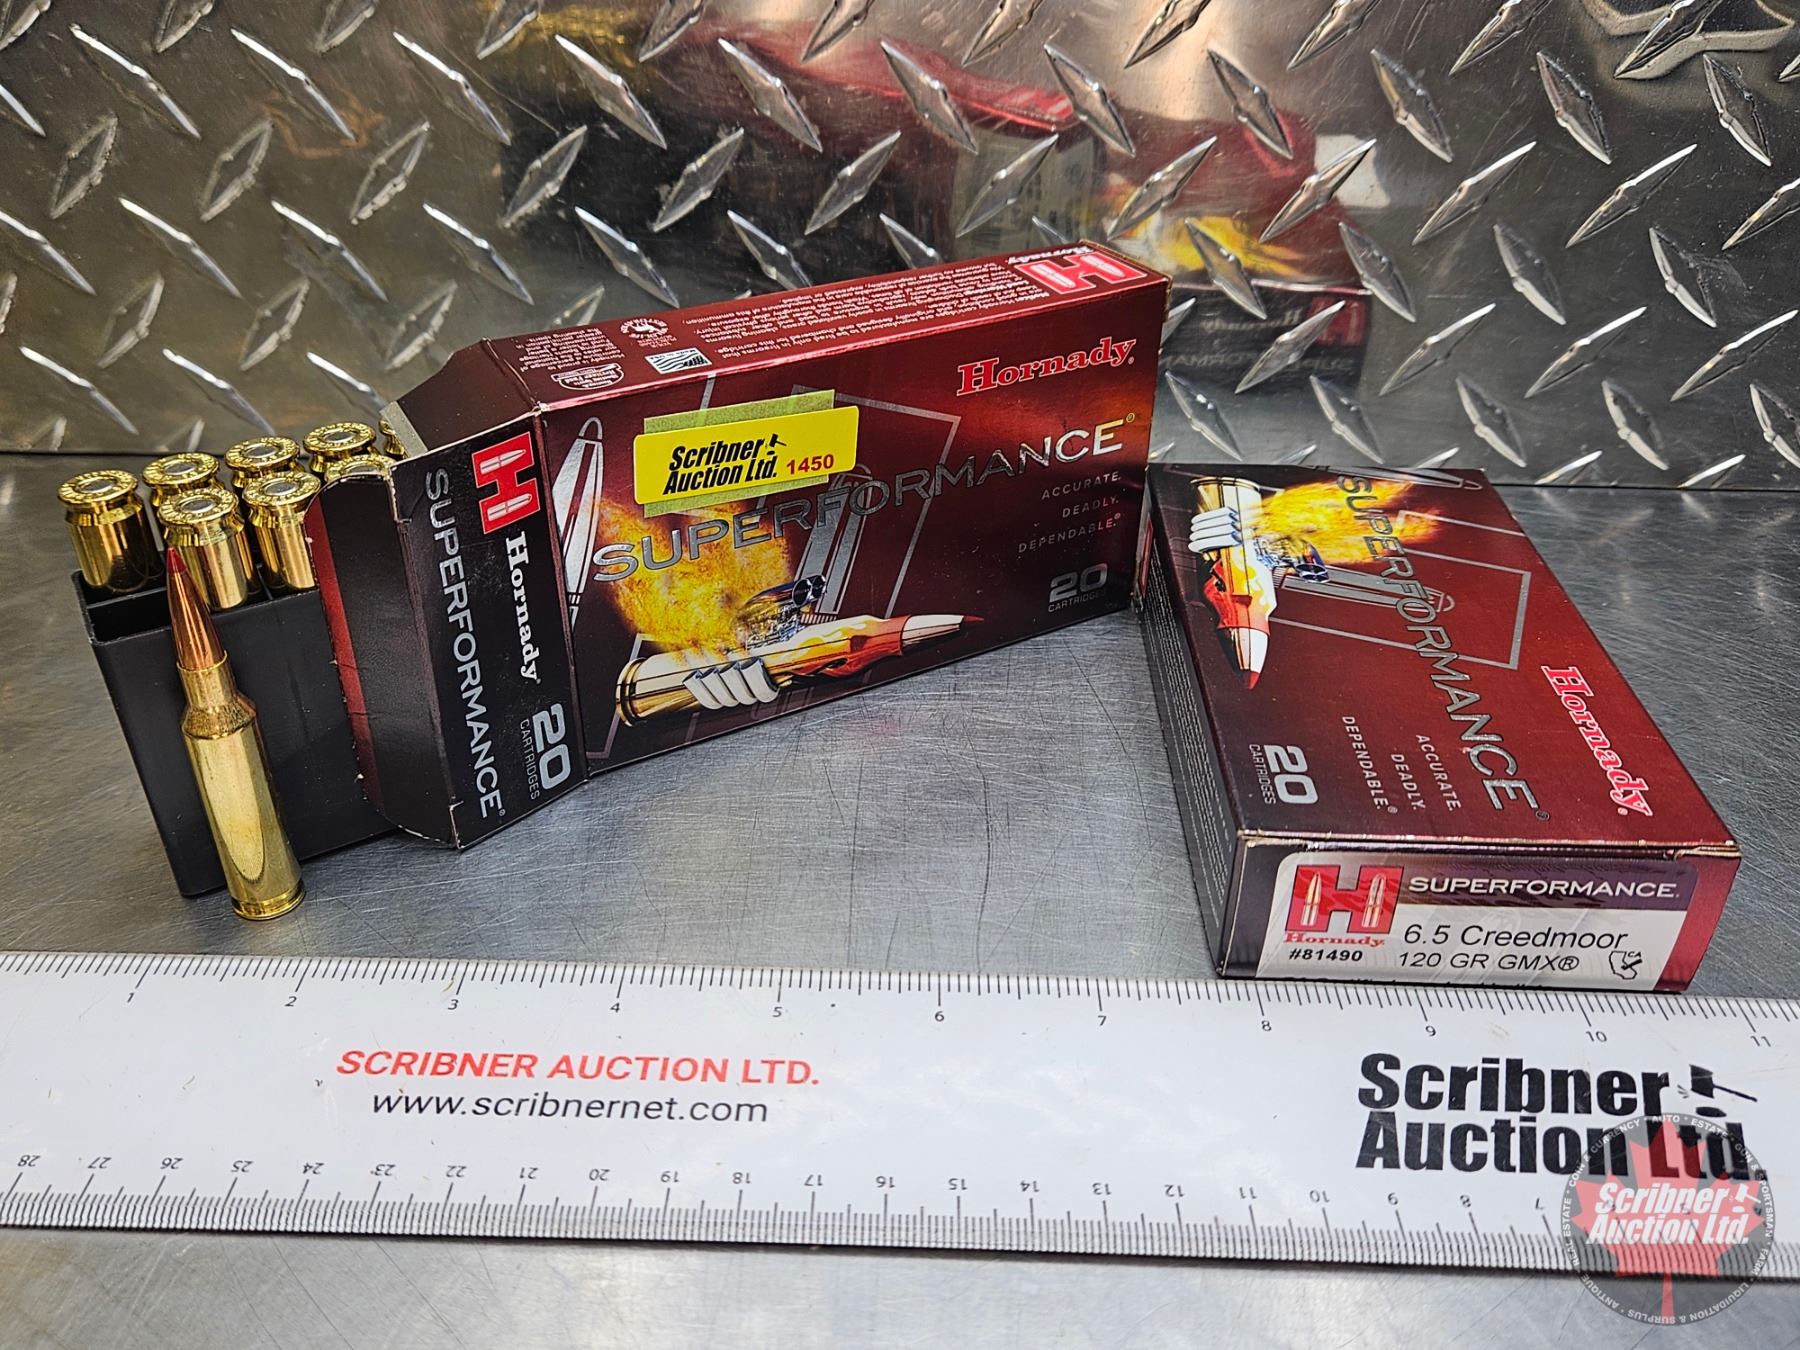 Hornady
Hornady.
SUPERFORMANCE®
ACCURATE.
DEADLY.
DEPENDABLE.®
20
CARTRIDGES
Scribner
Auction Ltd. 1450
H
Hornady
SUPERFORMANCE®
20
CARTRIDGES
SUPERFORMANCE®
Hornady.
ACCURATE.
DEADLY.
DEPENDABLE.®
20
CARTRIDGES
H SUPERFORMANCE
Hornady 6.5 Creedmoor
#81490 120 GR GMX®
1 2 3 4 5 6 7 8 9 10 11
SCRIBNER AUCTION LTD.
www.scribnernet.com
Scribner
Auction Ltd.
28 27 26 25 24 23 22 21 20 19 18 17 16 15 14 13 12 11 10 9 8 7
Scribner
Auction Ltd.